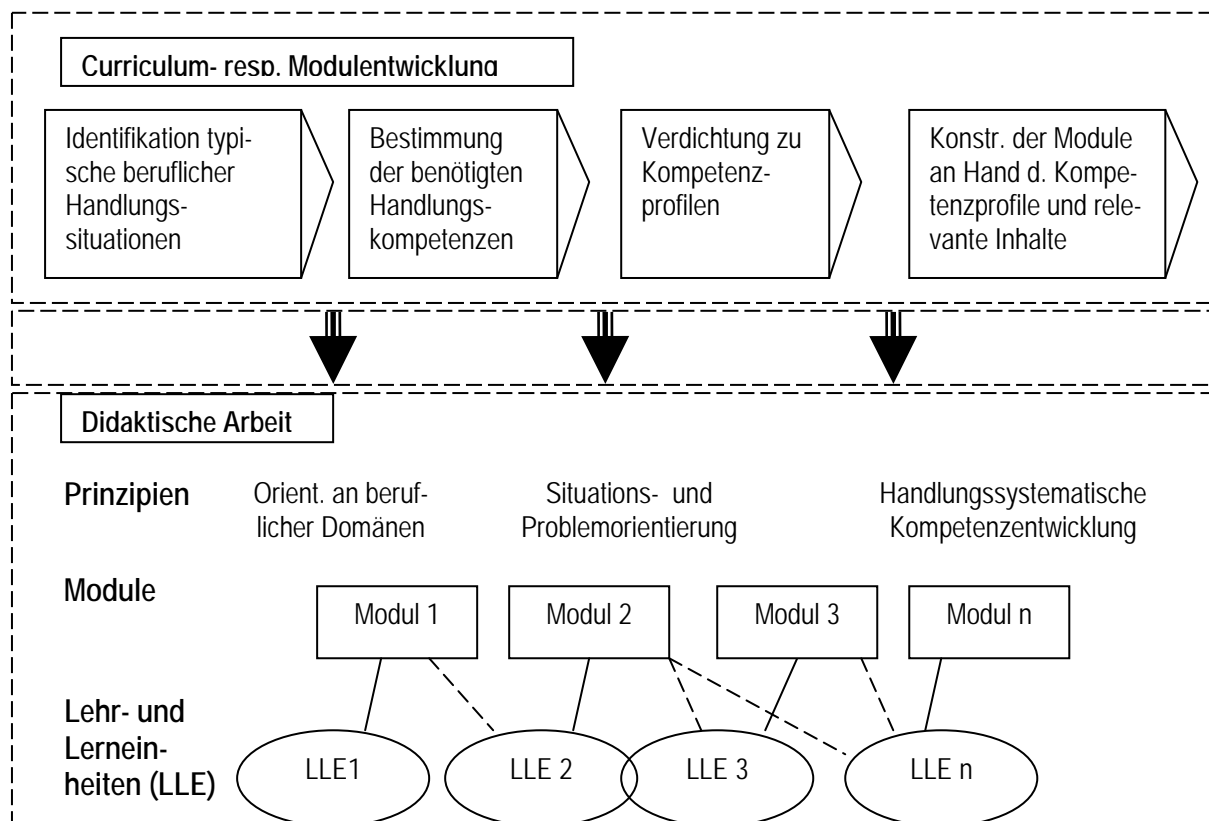 Curriculum- resp. Modulentwicklung
Identifikation typi-
sche beruflicher
Handlungs-
situationen
Bestimmung
der benötigten
Handlungs-
kompetenzen
Verdichtung zu
Kompetenz-
profilen
Konstr. der Module
an Hand d. Kompe-
tenzprofile und rele-
vante Inhalte
Didaktische Arbeit
Prinzipien
Orient. an beruf-
licher Domänen
Situations- und
Problemorientierung
Handlungssystematische
Kompetenzentwicklung
Module
Modul 1
Modul 2
Modul 3
Modul n
Lehr- und
Lernein-
heiten (LLE)
LLE1
LLE 2
LLE 3
LLE n